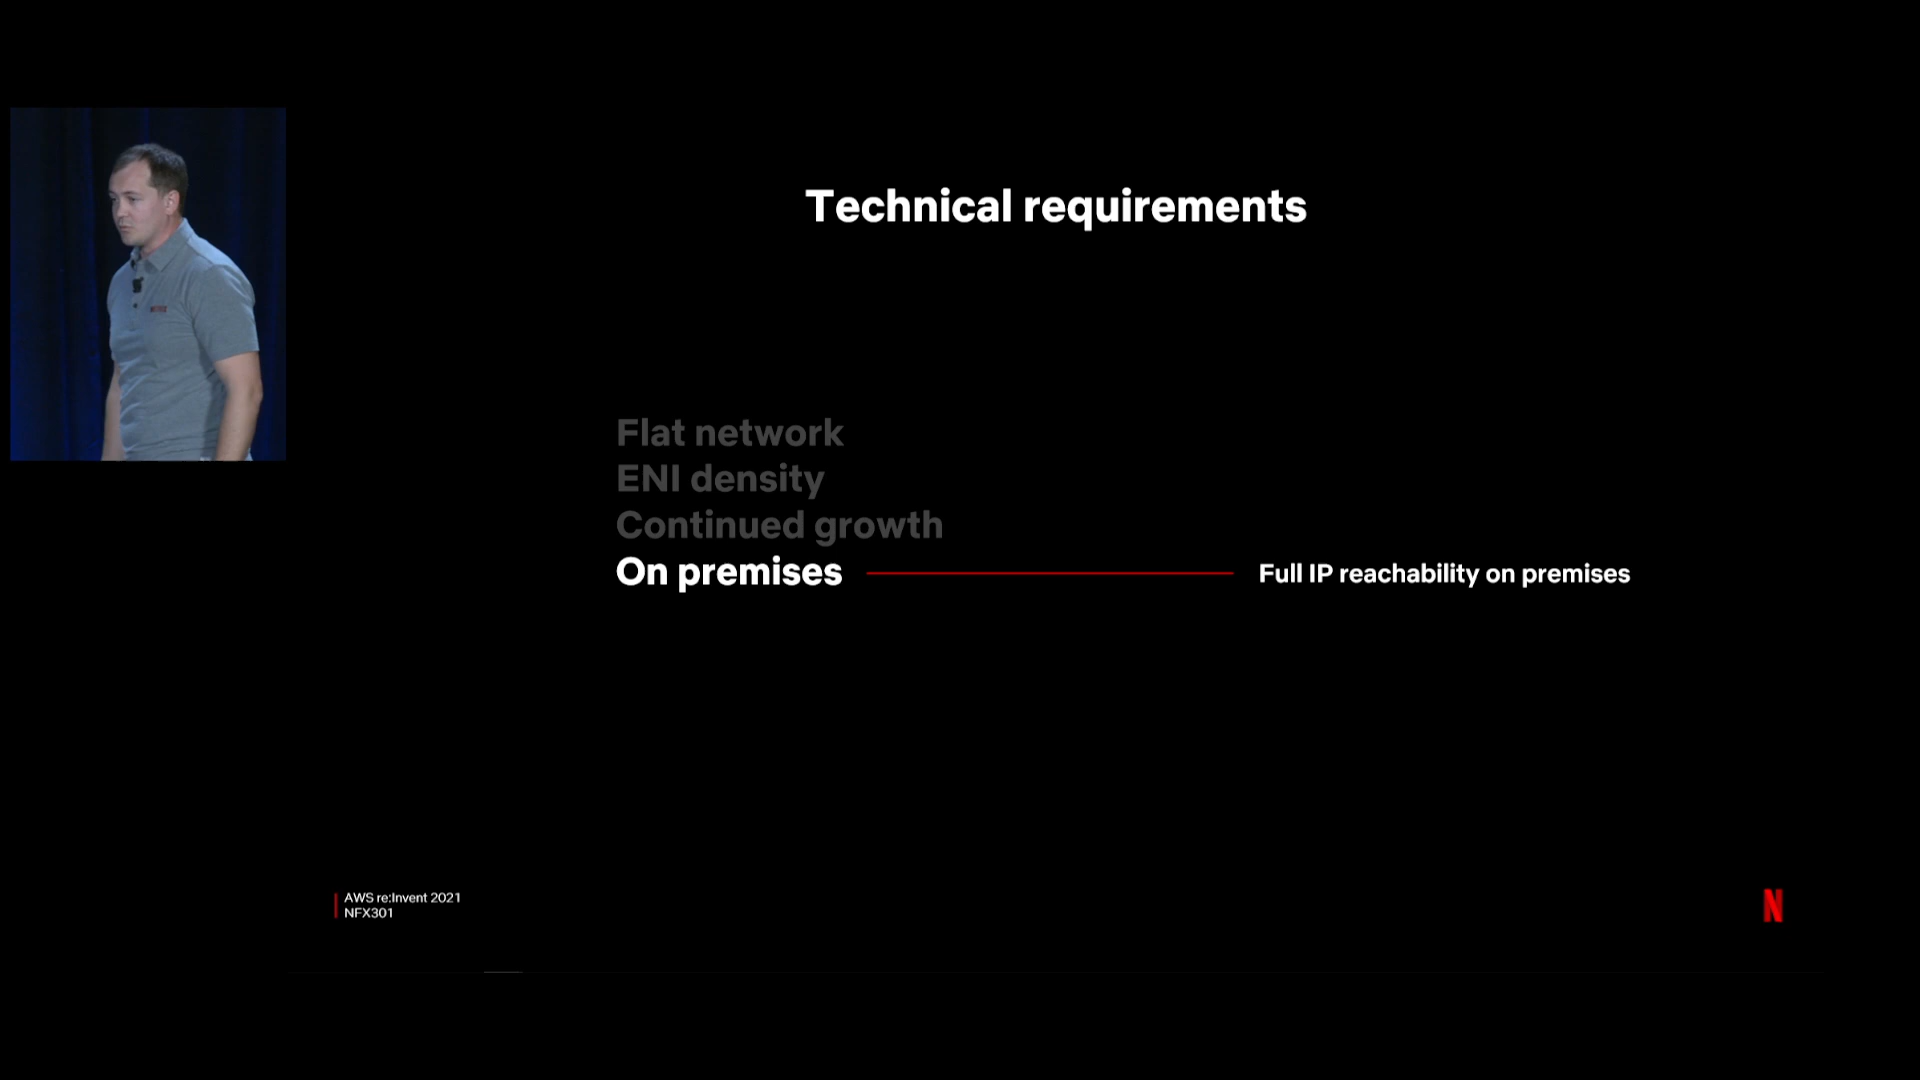 Technical requirements
Flat network
ENI density
Continued growth
On premises
Full IP reachability on premises
AWS re:Invent 2021
NFX301
N